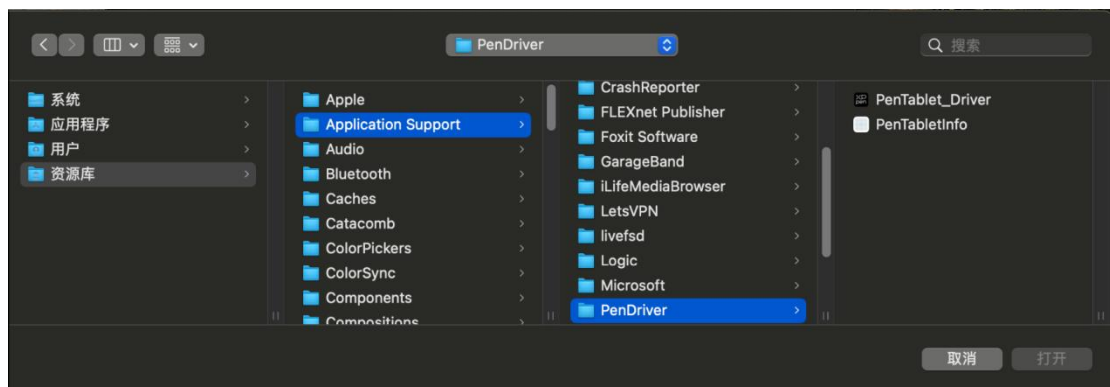 PenDriver
搜索
系统
应用程序
用户
资源库
Apple
Application Support
Audio
Bluetooth
Caches
Catacomb
ColorPickers
ColorSync
Components
Compositions
CrashReporter
FLEXnet Publisher
Foxit Software
GarageBand
iLifeMediaBrowser
LetsVPN
livefsd
Logic
Microsoft
PenDriver
PenTablet_Driver
PenTabletInfo
取消
打开